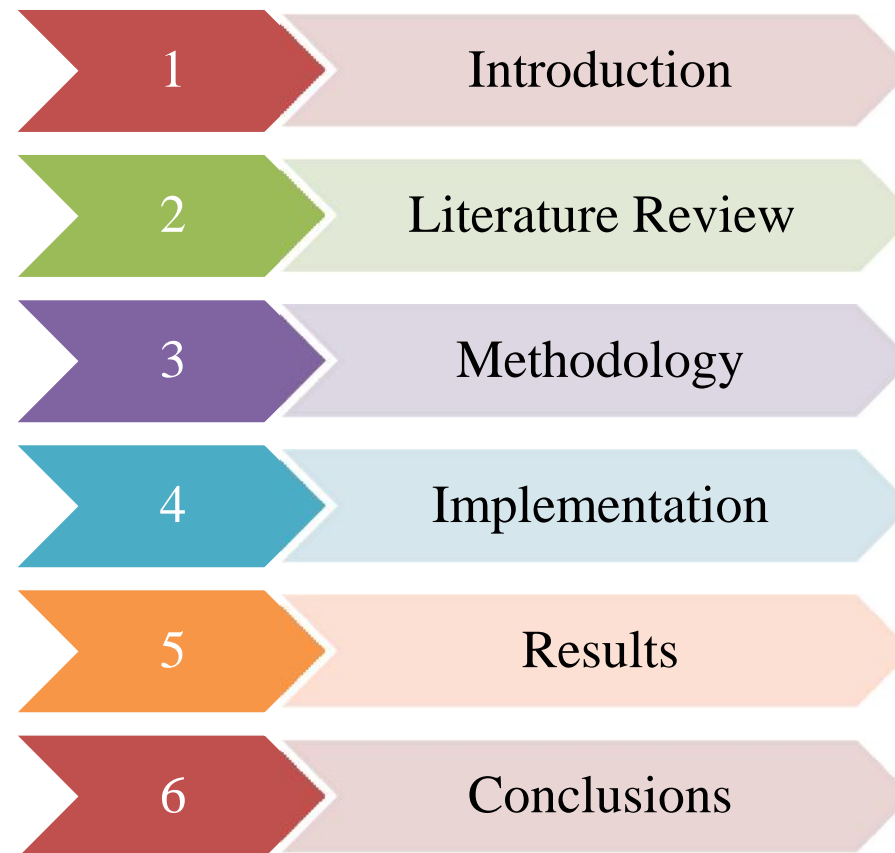 1 Introduction
2 Literature Review
3 Methodology
4 Implementation
5 Results
6 Conclusions